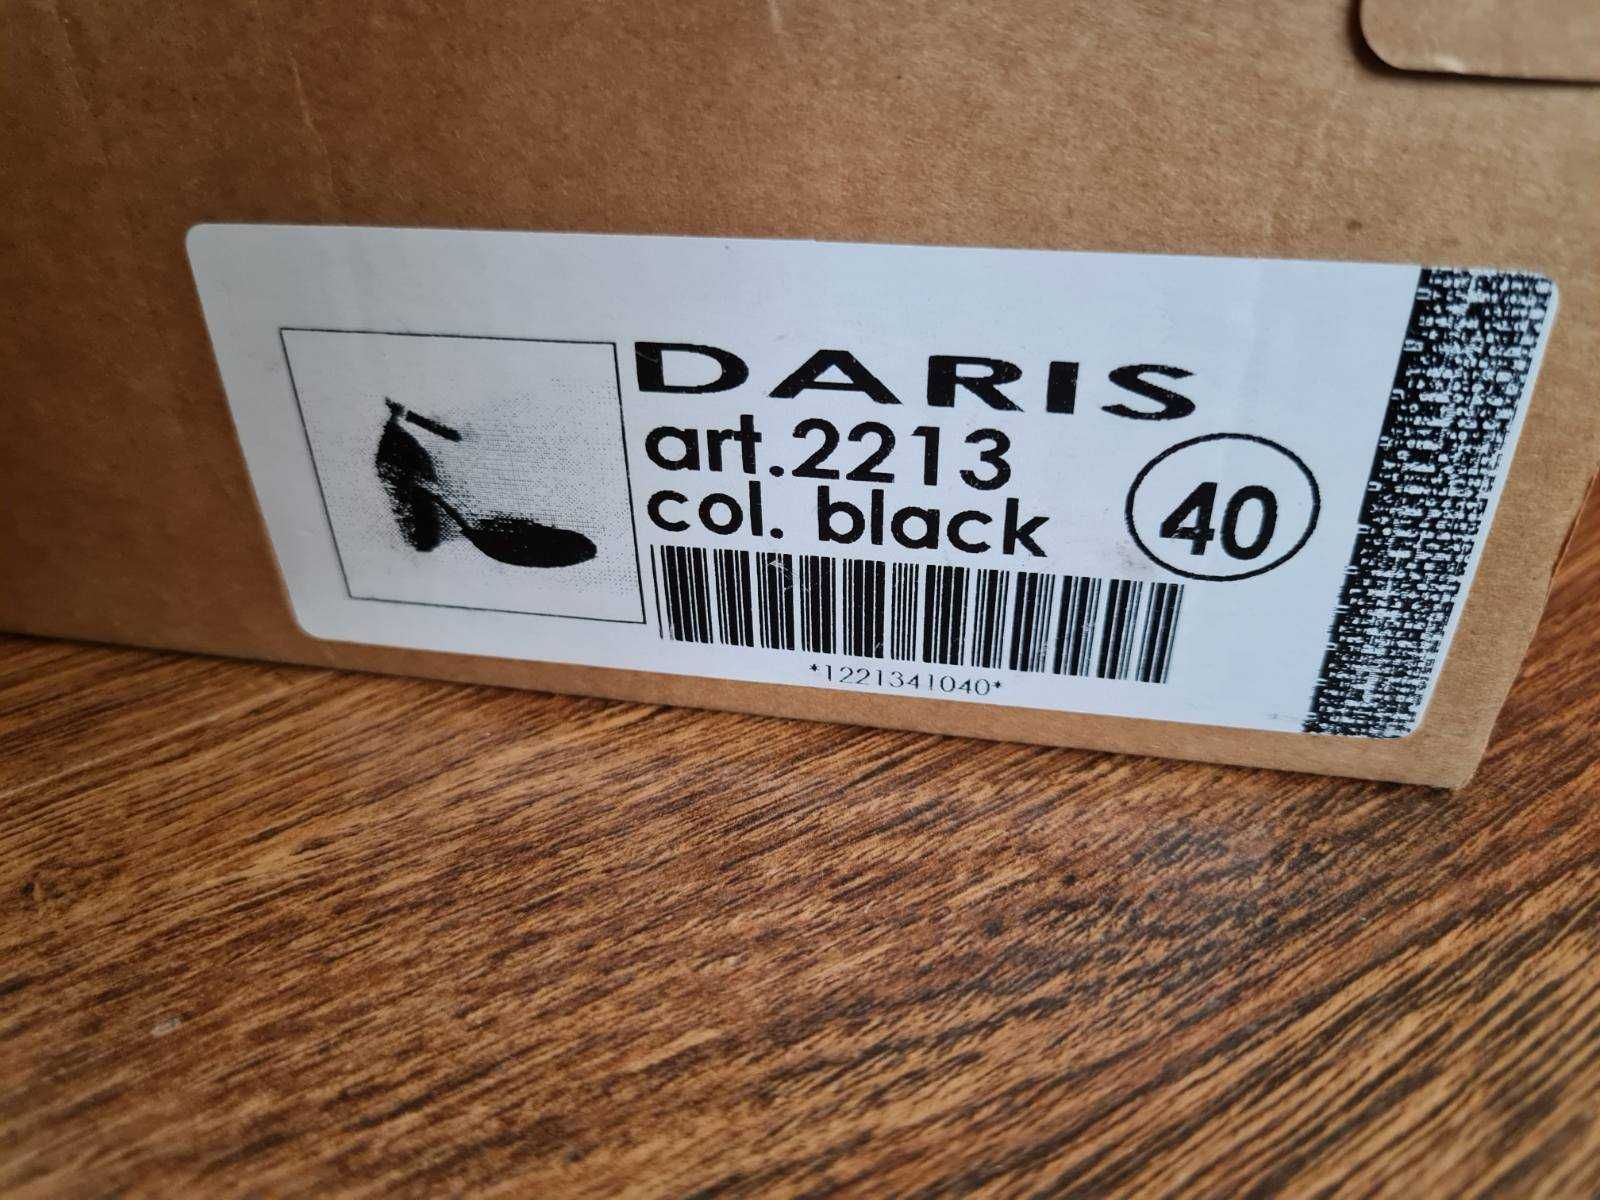 DARIS
art.2213
col. black
40
*1221341040*